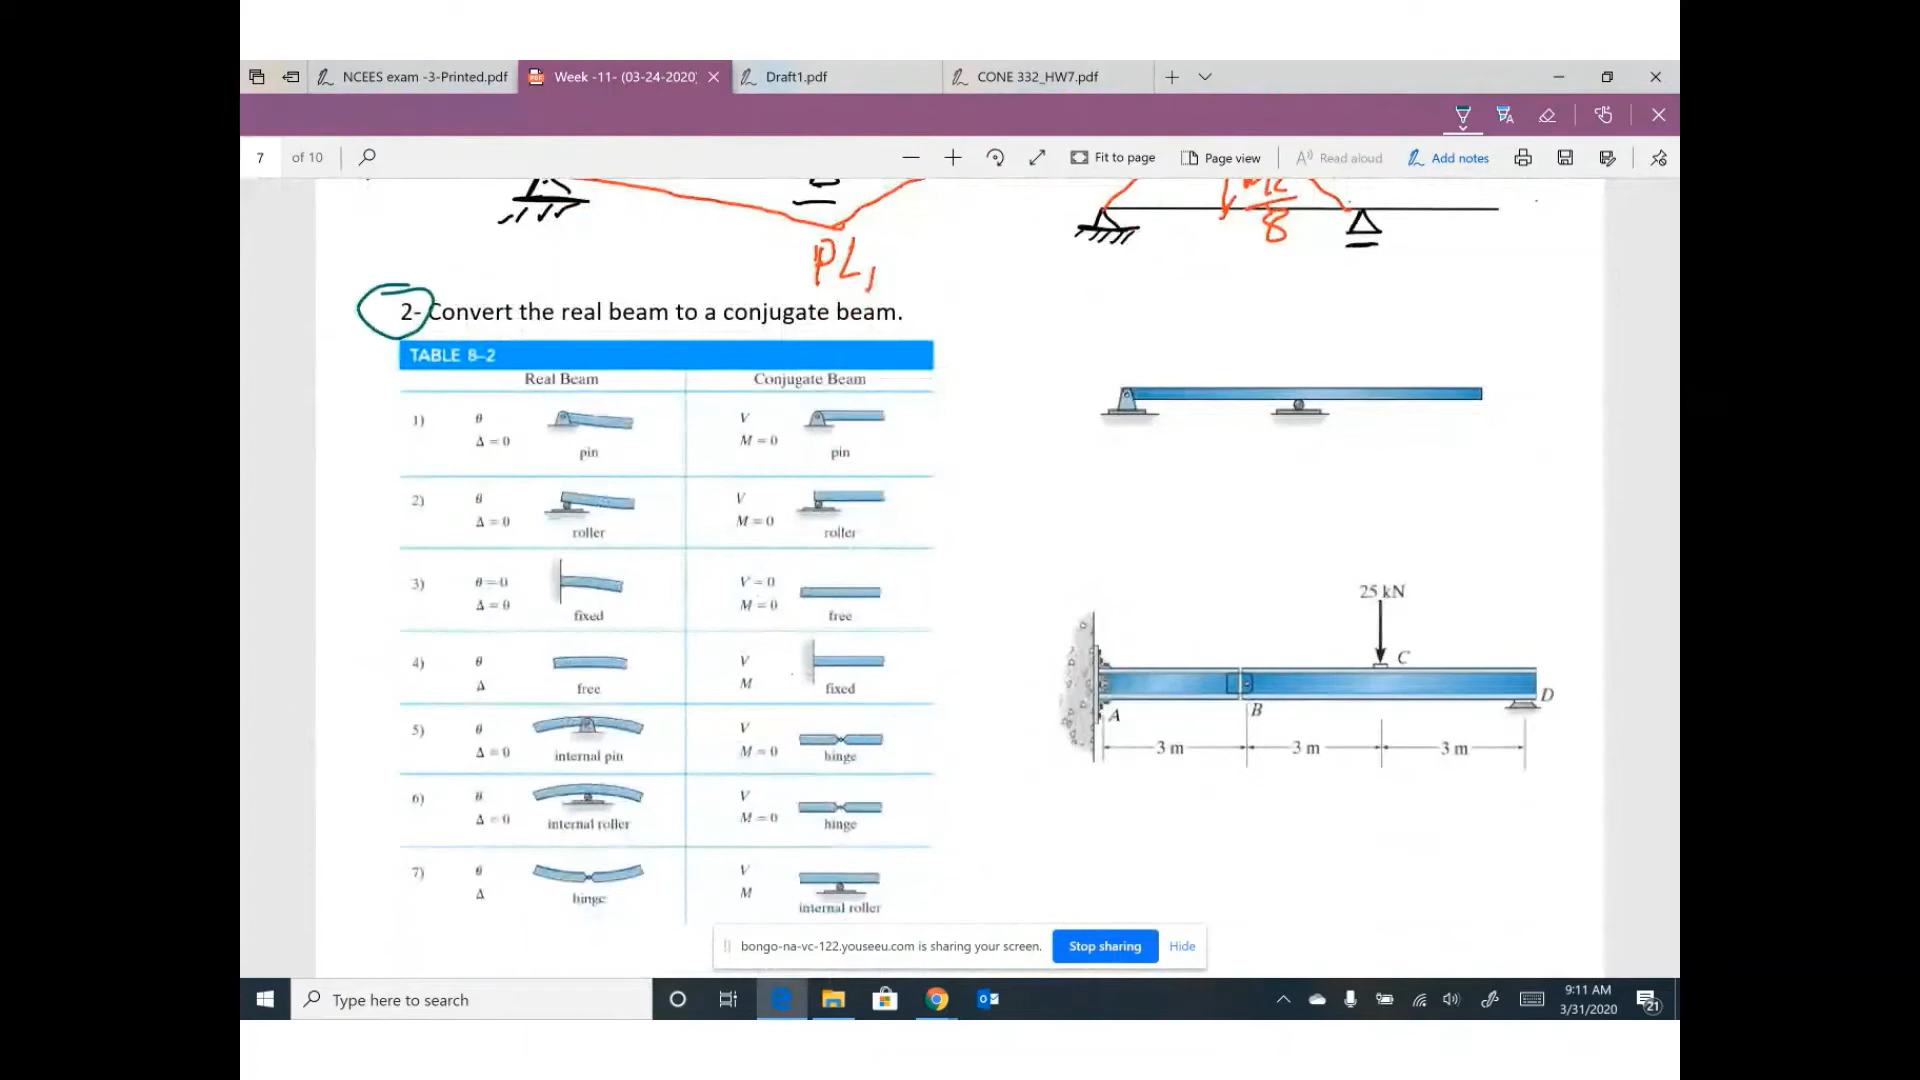 NCEES exam -3-Printed.pdf
Week -11- (03-24-2020)
Draft1.pdf
CONE 332_HW7.pdf
7 of 10
Fit to page
Page view
Read aloud
Add notes
8
PL1
2- Convert the real beam to a conjugate beam.
TABLE 8–2
Real Beam
Conjugate Beam
1)
θ
Δ = 0
pin
V
M = 0
pin
2)
θ
Δ = 0
roller
V
M = 0
roller
3)
θ = 0
Δ = 0
fixed
V = 0
M = 0
free
4)
θ
Δ
free
V
M
fixed
5)
θ
Δ = 0
internal pin
V
M = 0
hinge
6)
θ
Δ = 0
internal roller
V
M = 0
hinge
7)
θ
Δ
hinge
V
M
internal roller
25 kN
C
D
A
B
3 m
3 m
3 m
bongo-na-vc-122.youseeu.com is sharing your screen.
Stop sharing
Hide
Type here to search
9:11 AM
3/31/2020
21